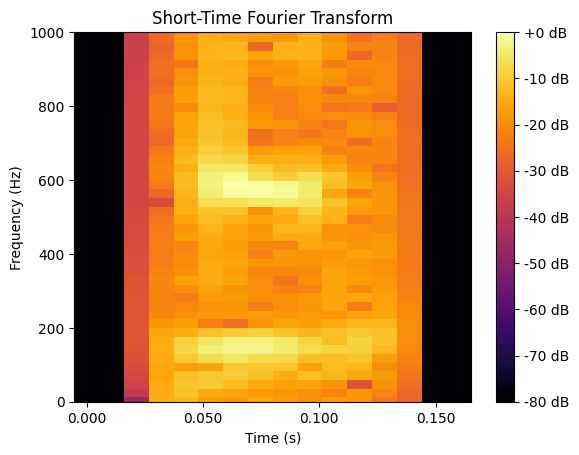 Short-Time Fourier Transform
1000
800
600
400
200
0
Frequency (Hz)
0.000
0.050
0.100
0.150
Time (s)
+0 dB
-10 dB
-20 dB
-30 dB
-40 dB
-50 dB
-60 dB
-70 dB
-80 dB